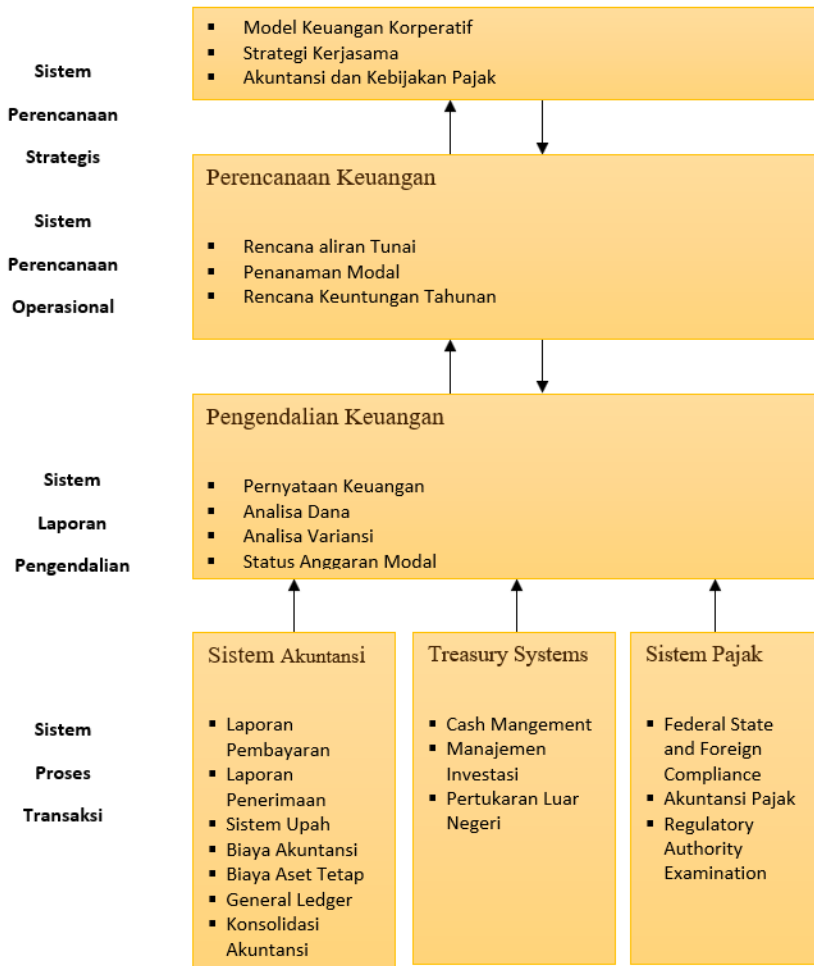 Sistem
Perencanaan
Strategis
▪ Model Keuangan Korperatif
▪ Strategi Kerjasama
▪ Akuntansi dan Kebijakan Pajak
Sistem
Perencanaan
Operasional
Perencanaan Keuangan
▪ Rencana aliran Tunai
▪ Penanaman Modal
▪ Rencana Keuntungan Tahunan
Sistem
Laporan
Pengendalian
Pengendalian Keuangan
▪ Pernyataan Keuangan
▪ Analisa Dana
▪ Analisa Variansi
▪ Status Anggaran Modal
Sistem
Proses
Transaksi
Sistem Akuntansi
▪ Laporan
Pembayaran
▪ Laporan
Penerimaan
▪ Sistem Upah
▪ Biaya Akuntansi
▪ Biaya Aset Tetap
▪ General Ledger
▪ Konsolidasi
Akuntansi
Treasury Systems
▪ Cash Mangement
▪ Manajemen
Investasi
▪ Pertukaran Luar
Negeri
Sistem Pajak
▪ Federal State
and Foreign
Compliance
▪ Akuntansi Pajak
▪ Regulatory
Authority
Examination